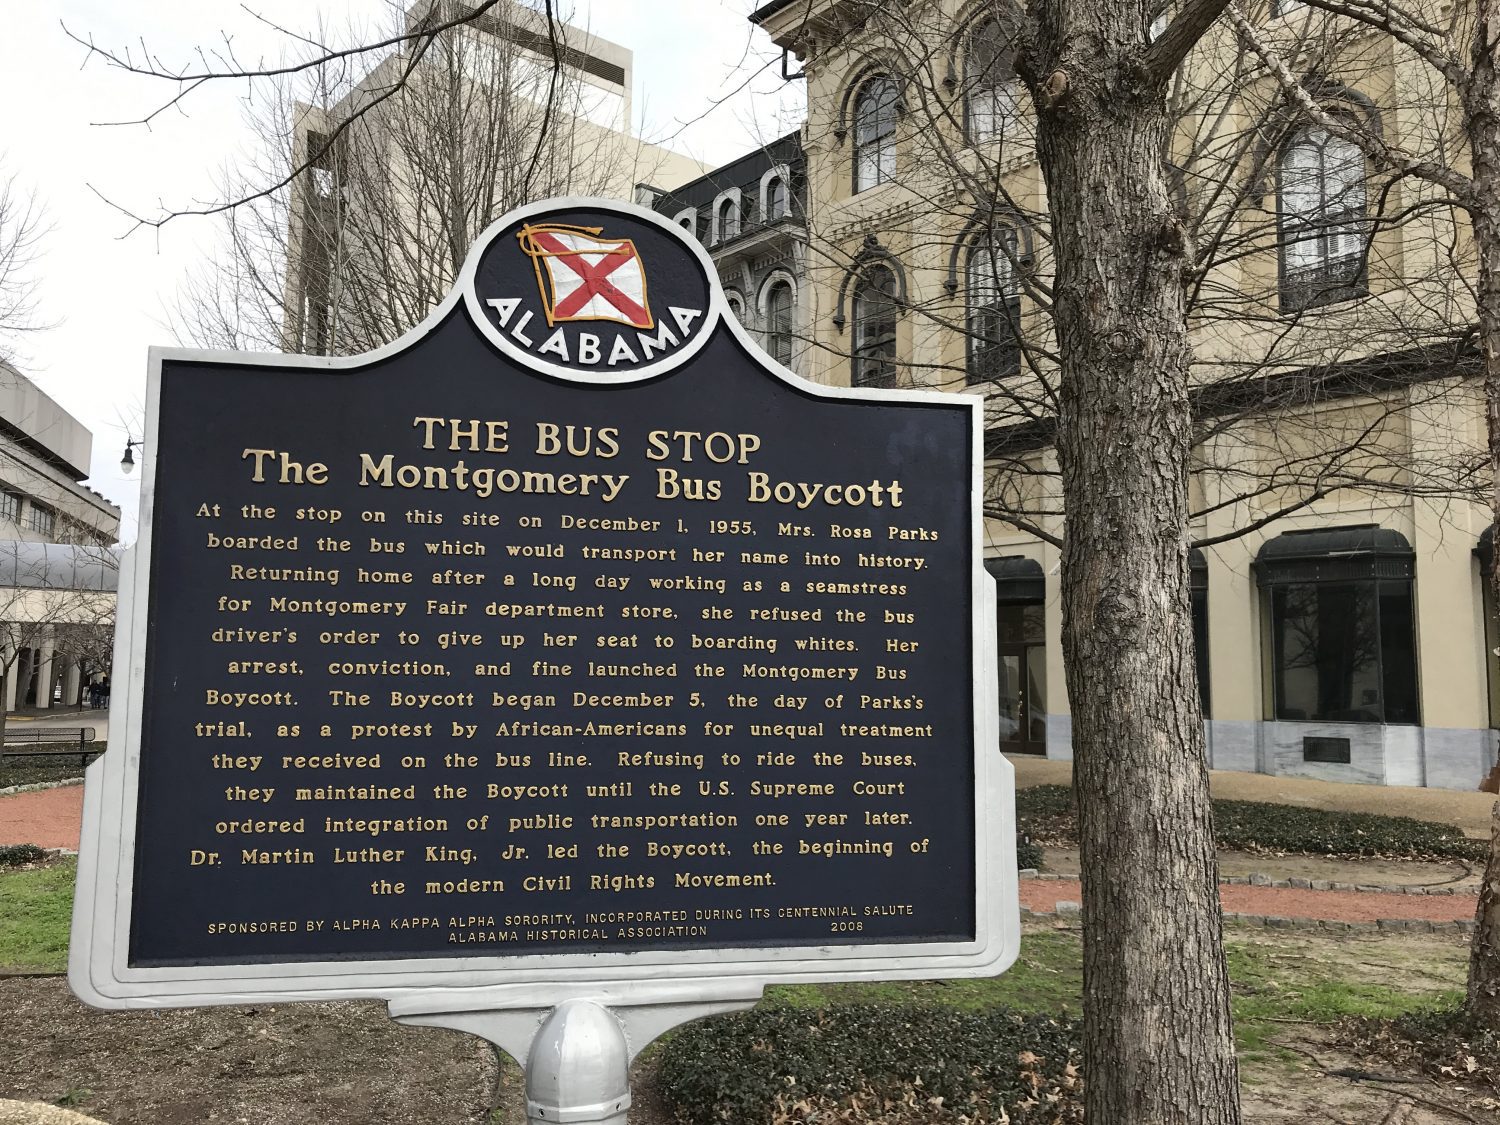 ALABAMA
THE BUS STOP
The Montgomery Bus Boycott
At the stop on this site on December 1, 1955, Mrs. Rosa Parks
boarded the bus which would transport her name into history.
Returning home after a long day working as a seamstress
for Montgomery Fair department store, she refused the bus
driver's order to give up her seat to boarding whites. Her
arrest, conviction, and fine launched the Montgomery Bus
Boycott. The Boycott began December 5, the day of Parks's
trial, as a protest by African-Americans for unequal treatment
they received on the bus line. Refusing to ride the buses,
they maintained the Boycott until the U.S. Supreme Court
ordered integration of public transportation one year later.
Dr. Martin Luther King, Jr. led the Boycott, the beginning of
the modern Civil Rights Movement.
SPONSORED BY ALPHA KAPPA ALPHA SORORITY, INCORPORATED DURING ITS CENTENNIAL SALUTE
ALABAMA HISTORICAL ASSOCIATION 2008